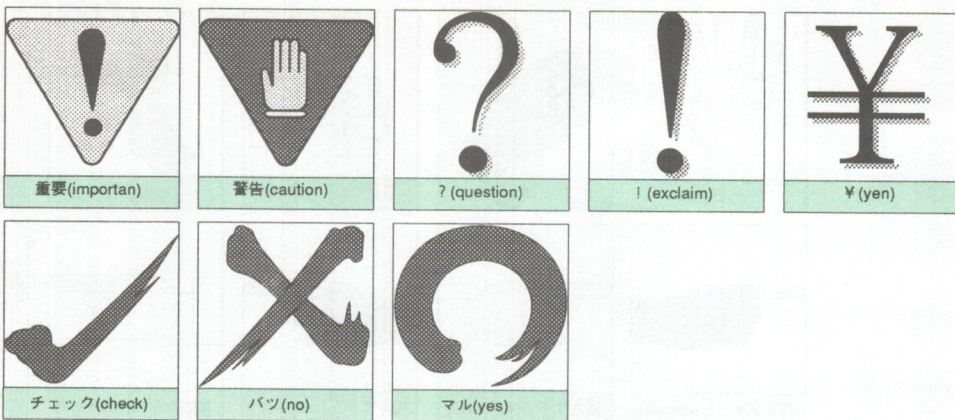 重要(importan)
警告(caution)
? (question)
! (exclaim)
¥ (yen)
チェック(check)
バツ(no)
マル(yes)